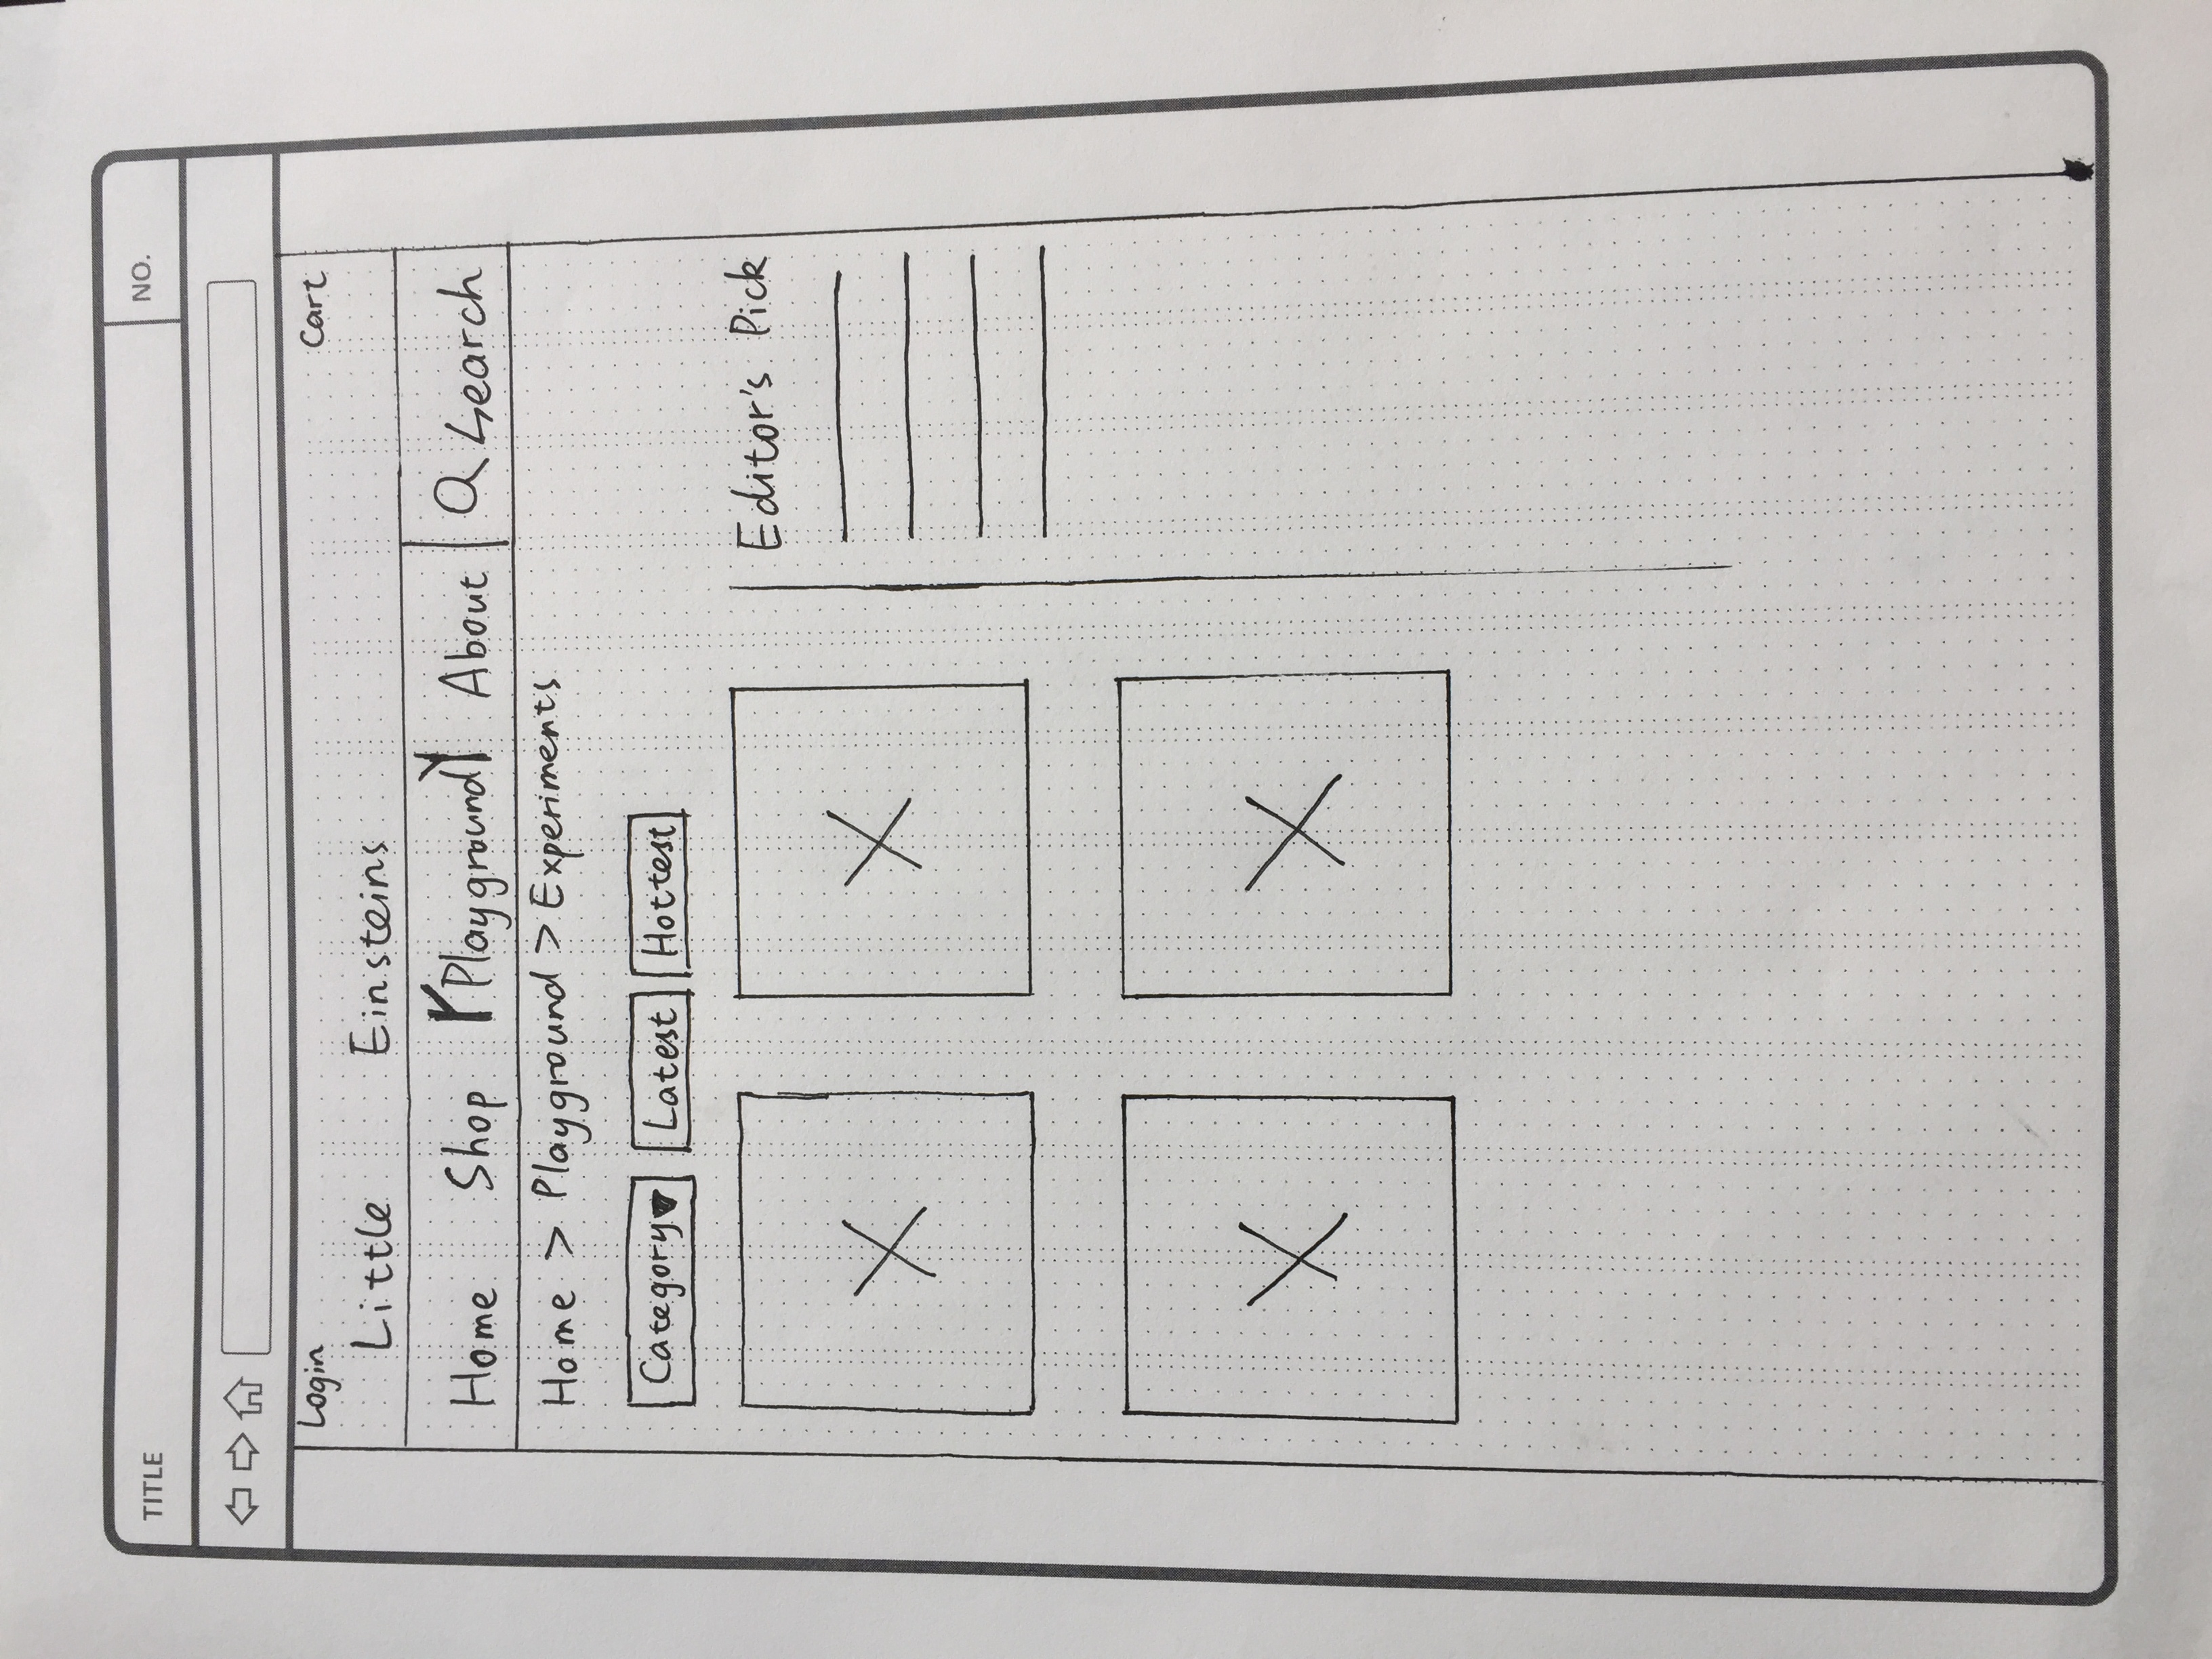 TITLE NO.
Login Cart
Little Einsteins
Home Shop Playground About Search
Home > Playground > Experiments
Category Latest Hottest
Editor's Pick